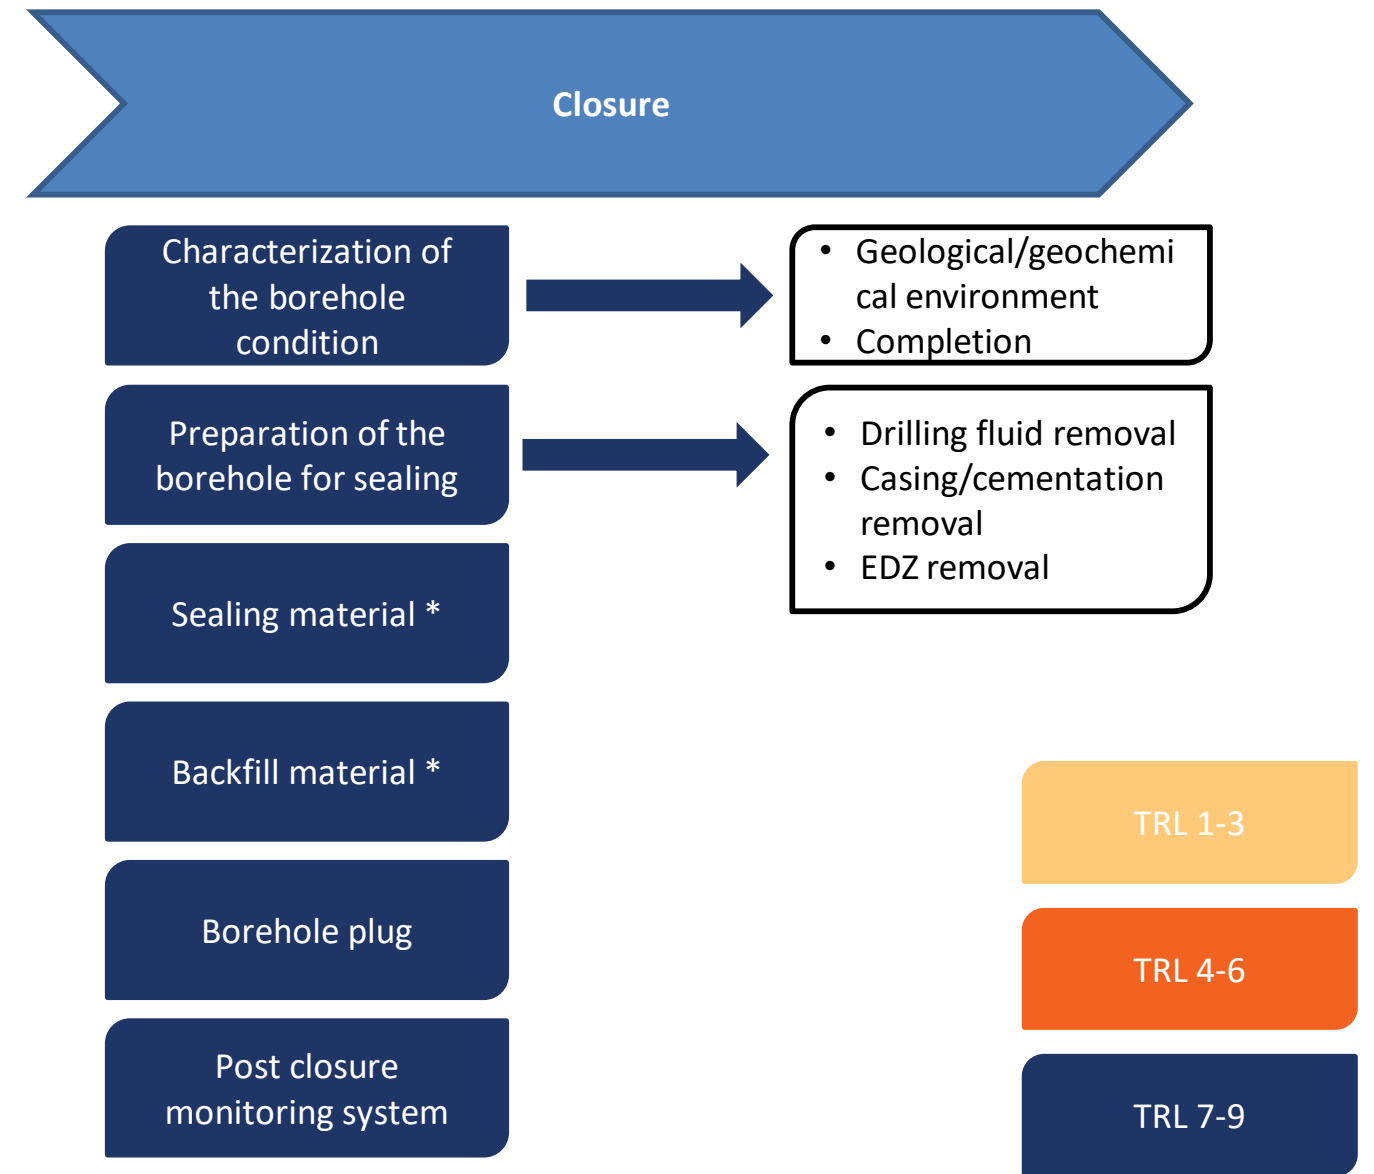 Closure
Characterization of
the borehole
condition
• Geological/geochemi
cal environment
• Completion
Preparation of the
borehole for sealing
• Drilling fluid removal
• Casing/cementation
removal
• EDZ removal
Sealing material *
Backfill material *
Borehole plug
Post closure
monitoring system
TRL 1-3
TRL 4-6
TRL 7-9